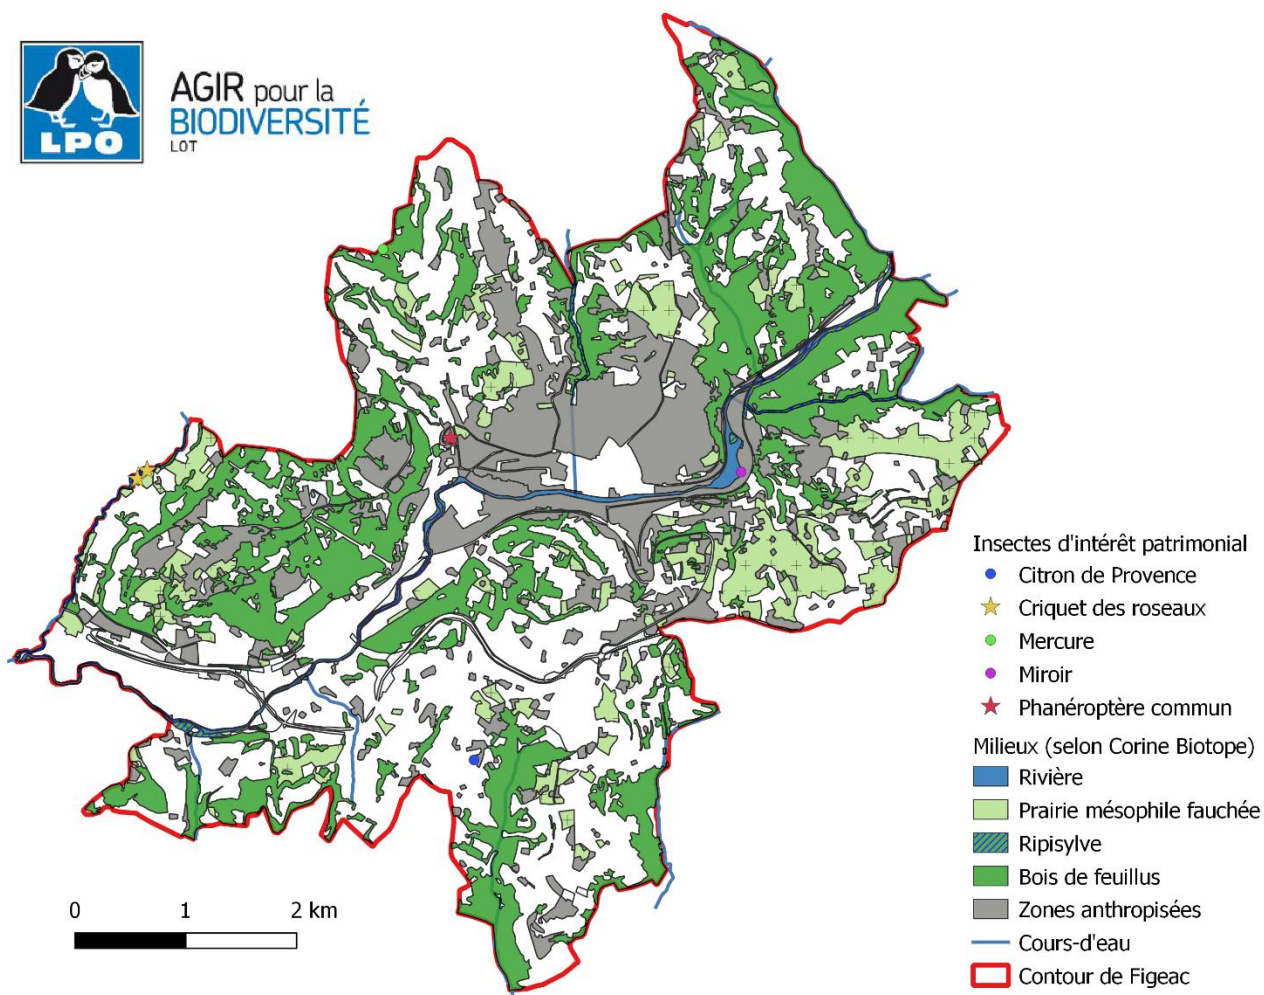 LPO
AGIR pour la
BIODIVERSITÉ
LOT
Insectes d'intérêt patrimonial
Citron de Provence
Criquet des roseaux
Mercure
Miroir
Phanéroptère commun
Milieux (selon Corine Biotope)
Rivière
Prairie mésophile fauchée
Ripisylve
Bois de feuillus
Zones anthropisées
Cours-d'eau
Contour de Figeac
0 1 2 km